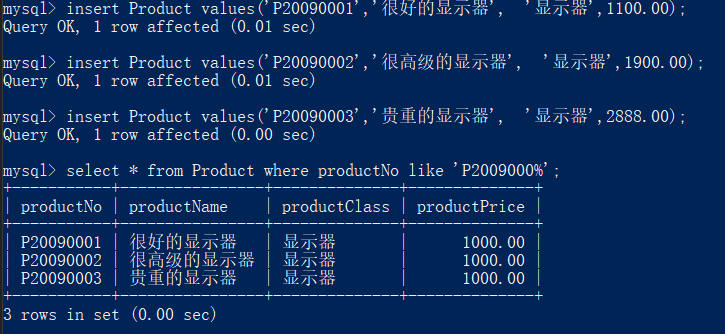 mysql> insert Product values('P20090001','很好的显示器',  '显示器',1100.00);
Query OK, 1 row affected (0.01 sec)
mysql> insert Product values('P20090002','很高级的显示器',  '显示器',1900.00);
Query OK, 1 row affected (0.01 sec)
mysql> insert Product values('P20090003','贵重的显示器',  '显示器',2888.00);
Query OK, 1 row affected (0.00 sec)
mysql> select * from Product where productNo like 'P2009000%';
+-----------+----------------+--------------+--------------+
| productNo | productName    | productClass | productPrice |
+-----------+----------------+--------------+--------------+
| P20090001 | 很好的显示器   | 显示器       |      1000.00 |
| P20090002 | 很高级的显示器 | 显示器       |      1000.00 |
| P20090003 | 贵重的显示器   | 显示器       |      1000.00 |
+-----------+----------------+--------------+--------------+
3 rows in set (0.00 sec)